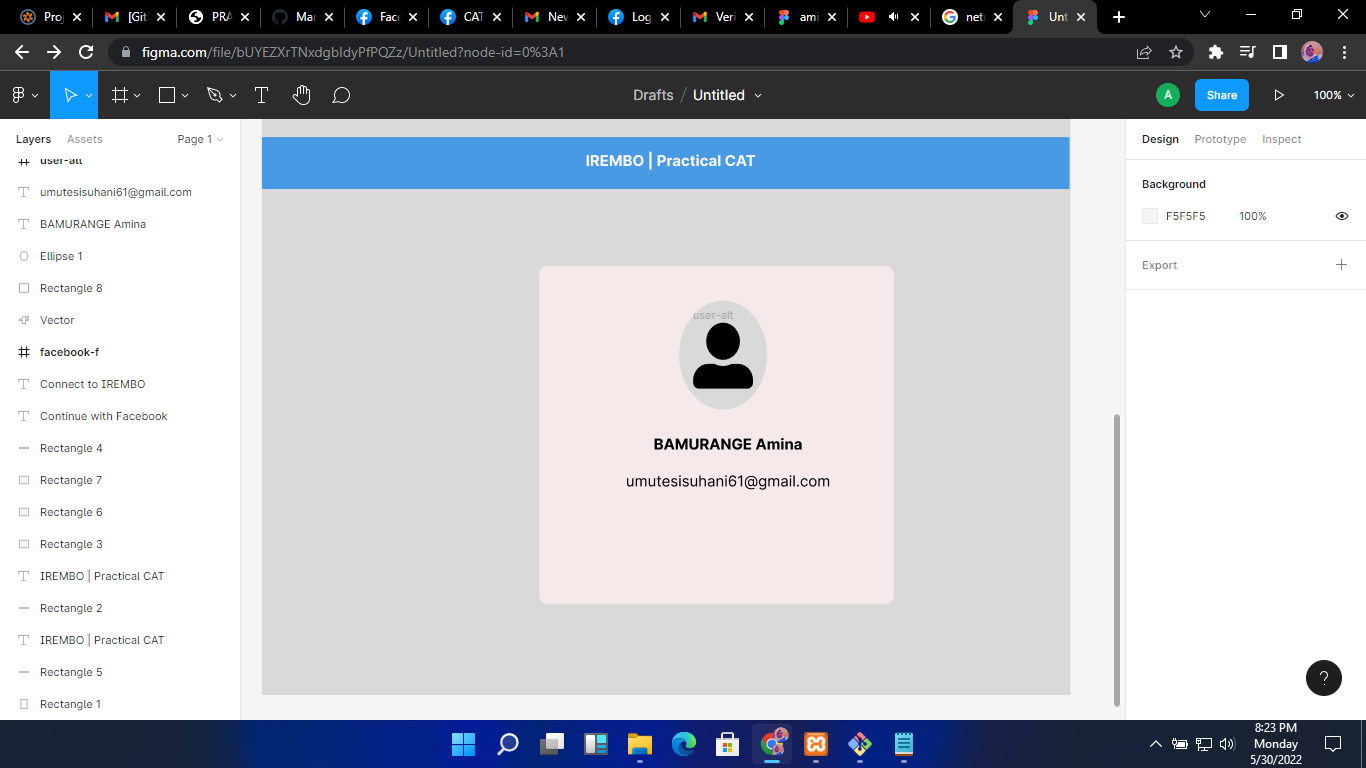 Proj
[Git
PRA
Mar
Face
CAT
New
Log
Veri
ami
net
Unt
figma.com/file/bUYEZXrTNxdgbIdyPfPQZz/Untitled?node-id=0%3A1
Drafts / Untitled
A
Share
100%
Layers
Assets
Page 1
user-alt
umutesisuhani61@gmail.com
BAMURANGE Amina
Ellipse 1
Rectangle 8
Vector
facebook-f
Connect to IREMBO
Continue with Facebook
Rectangle 4
Rectangle 7
Rectangle 6
Rectangle 3
IREMBO | Practical CAT
Rectangle 2
IREMBO | Practical CAT
Rectangle 5
Rectangle 1
IREMBO | Practical CAT
user-alt
BAMURANGE Amina
umutesisuhani61@gmail.com
Design
Prototype
Inspect
Background
F5F5F5
100%
Export
?
8:23 PM
Monday
5/30/2022